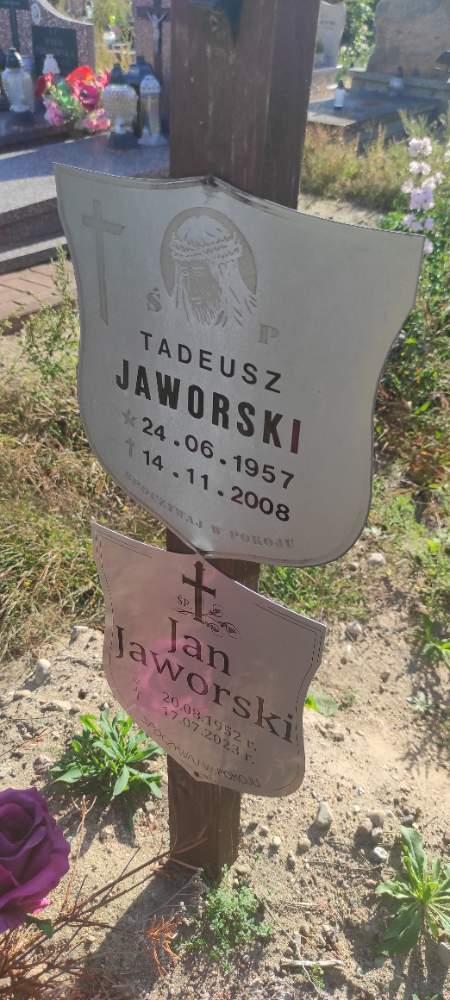 Ś P
TADEUSZ
JAWORSKI
* 24.06.1957
† 14.11.2008
SPOCZYWAJ W POKOJU
ŚP
Jan
Jaworski
20.08.1952 r.
17.07.2023 r.
SPOCZYWAJ W POKOJU